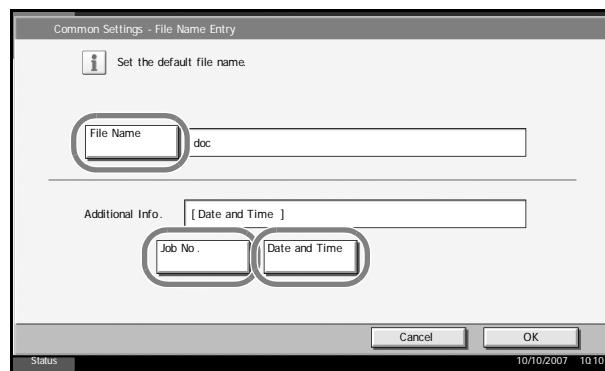 Common Settings - File Name Entry
Set the default file name.
File Name
doc
Additional Info.
[ Date and Time ]
Job No.
Date and Time
Cancel
OK
Status
10/10/2007 10:10